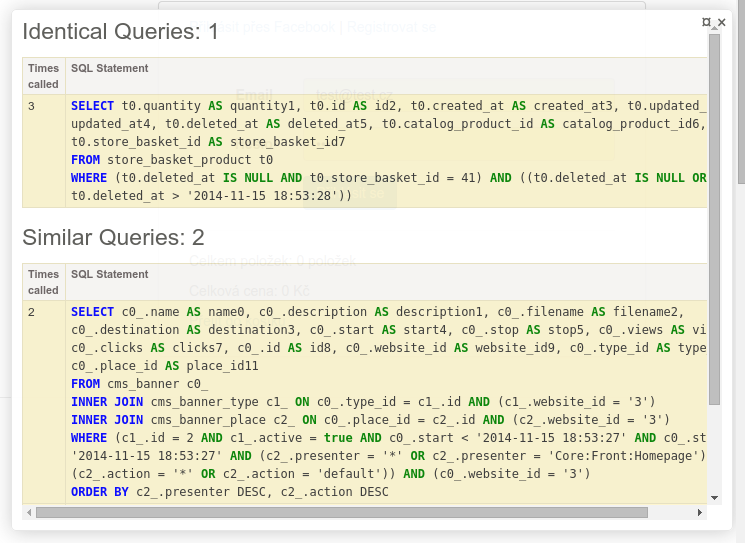 Identical Queries: 1
Times called SQL Statement
3 SELECT t0.quantity AS quantity1, t0.id AS id2, t0.created_at AS created_at3, t0.updated_
updated_at4, t0.deleted_at AS deleted_at5, t0.catalog_product_id AS catalog_product_id6,
t0.store_basket_id AS store_basket_id7
FROM store_basket_product t0
WHERE (t0.deleted_at IS NULL AND t0.store_basket_id = 41) AND ((t0.deleted_at IS NULL OR
t0.deleted_at > '2014-11-15 18:53:28'))
Similar Queries: 2
Celkem položek: 0 položek
Times called SQL Statement
Celková cena: 0 Kč
2 SELECT c0_.name AS name0, c0_.description AS description1, c0_.filename AS filename2,
c0_.destination AS destination3, c0_.start AS start4, c0_.stop AS stop5, c0_.views AS vi
c0_.clicks AS clicks7, c0_.id AS id8, c0_.website_id AS website_id9, c0_.type_id AS type
c0_.place_id AS place_id11
FROM cms_banner c0_
INNER JOIN cms_banner_type c1_ ON c0_.type_id = c1_.id AND (c1_.website_id = '3')
INNER JOIN cms_banner_place c2_ ON c0_.place_id = c2_.id AND (c2_.website_id = '3')
WHERE (c1_.id = 2 AND c1_.active = true AND c0_.start < '2014-11-15 18:53:27' AND c0_.st
'2014-11-15 18:53:27' AND (c2_.presenter = '*' OR c2_.presenter = 'Core:Front:Homepage')
(c2_.action = '*' OR c2_.action = 'default')) AND (c0_.website_id = '3')
ORDER BY c2_.presenter DESC, c2_.action DESC